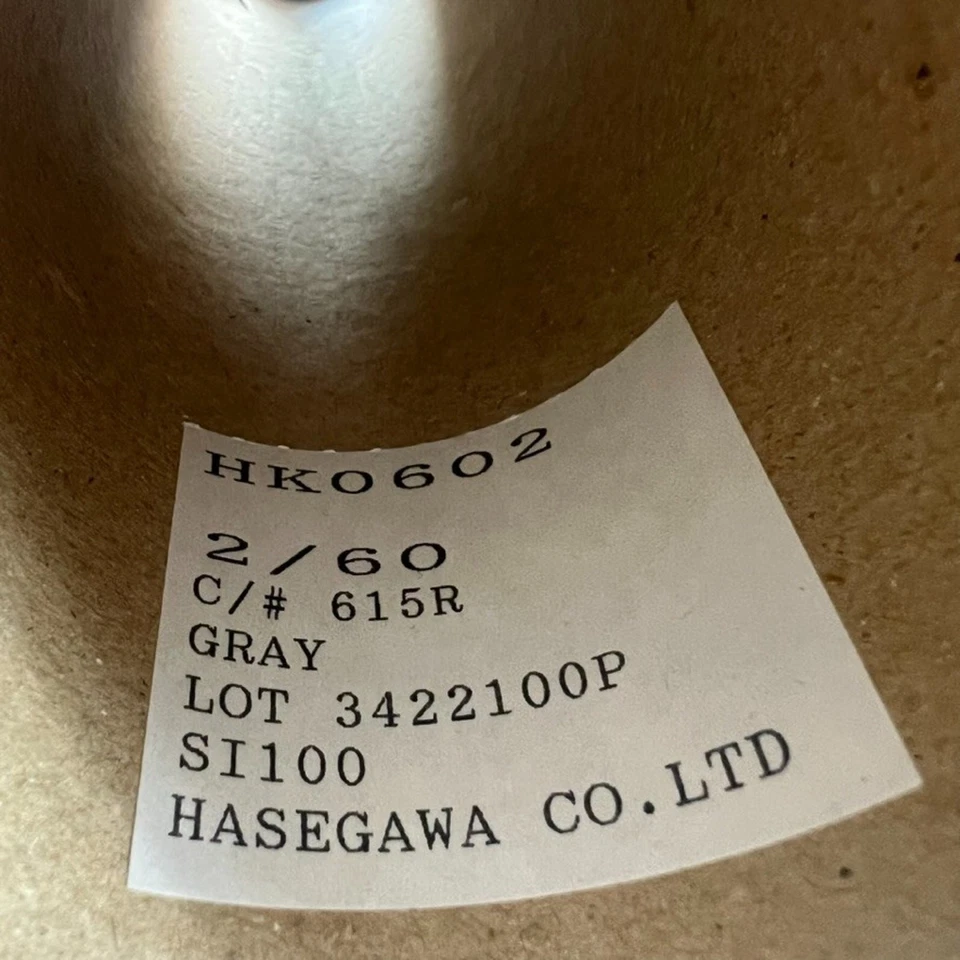 HK0602
2/60
C/# 615R
GRAY
LOT 3422100P
SI100
HASEGAWA CO.LTD